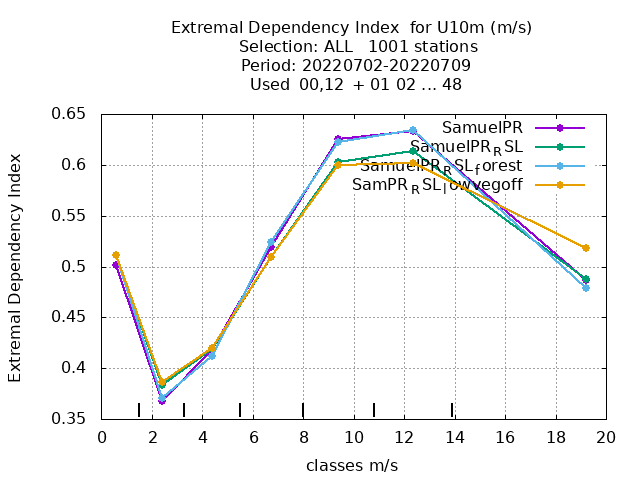 Extremal Dependency Index  for U10m (m/s)
Selection: ALL   1001 stations
Period: 20220702-20220709
Used  00,12  + 01 02 ... 48
Extremal Dependency Index
0.65
0.6
0.55
0.5
0.45
0.4
0.35
SamuelPR
SamuelPR_RSL
SamuelPR_RSL_forest
SamPR_RSL_lowvegoff
0 2 4 6 8 10 12 14 16 18 20
classes m/s